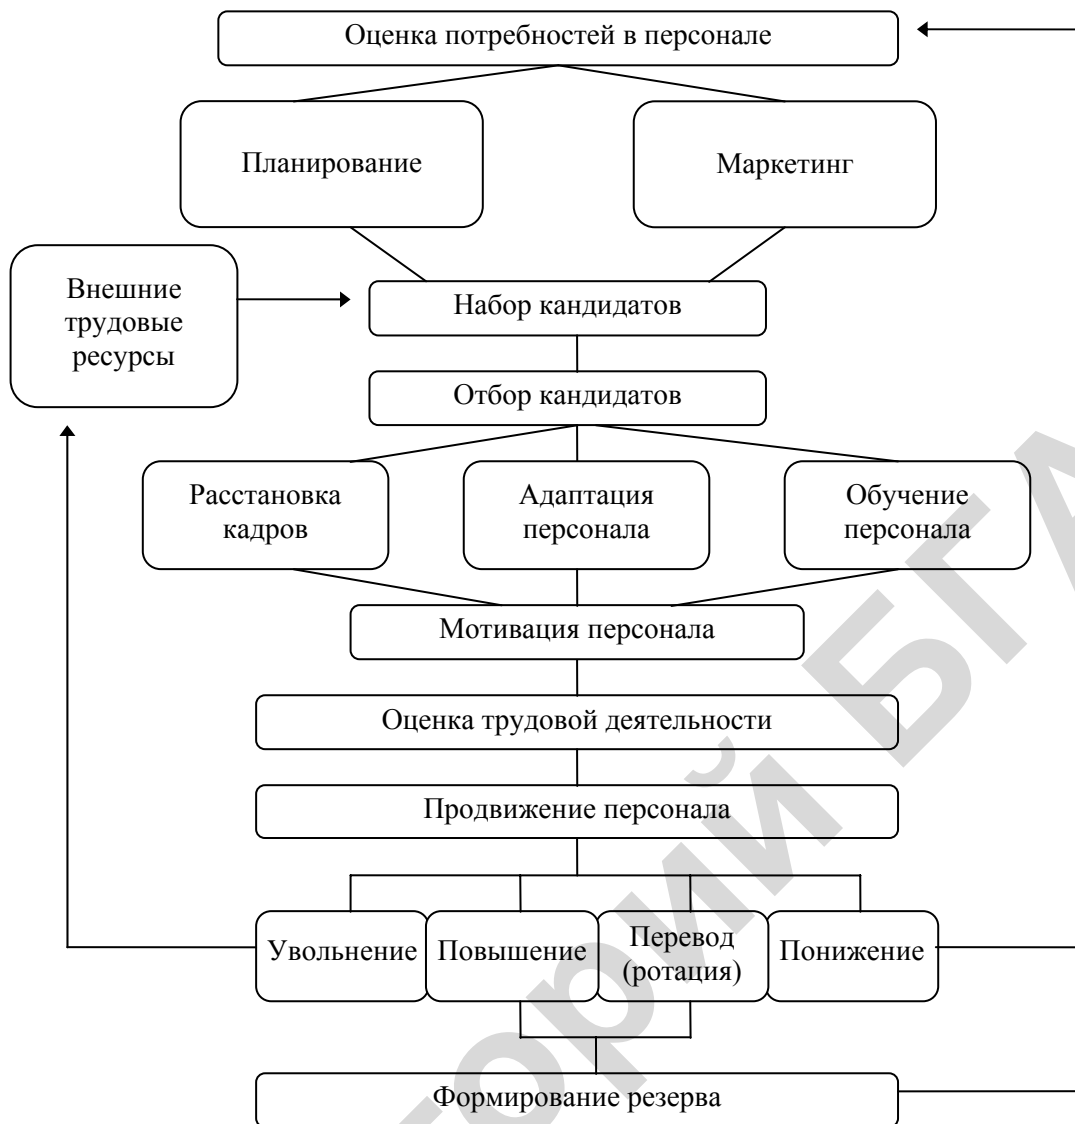 Оценка потребностей в персонале
Планирование
Маркетинг
Внешние
трудовые
ресурсы
Набор кандидатов
Отбор кандидатов
Расстановка
кадров
Адаптация
персонала
Обучение
персонала
Мотивация персонала
Оценка трудовой деятельности
Продвижение персонала
Увольнение
Повышение
Перевод
(ротация)
Понижение
Формирование резерва